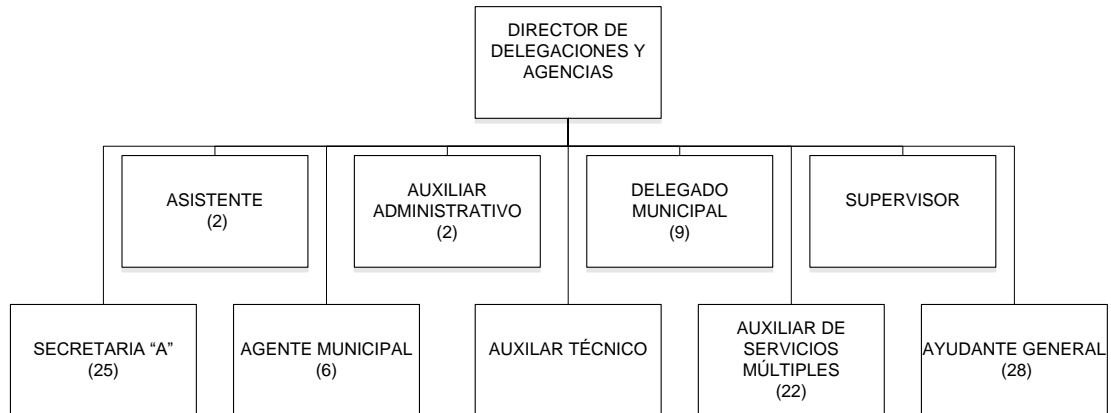 DIRECTOR DE
DELEGACIONES Y
AGENCIAS
ASISTENTE
(2)
AUXILIAR
ADMINISTRATIVO
(2)
DELEGADO
MUNICIPAL
(9)
SUPERVISOR
SECRETARIA “A”
(25)
AGENTE MUNICIPAL
(6)
AUXILAR TÉCNICO
AUXILIAR DE
SERVICIOS
MÚLTIPLES
(22)
AYUDANTE GENERAL
(28)